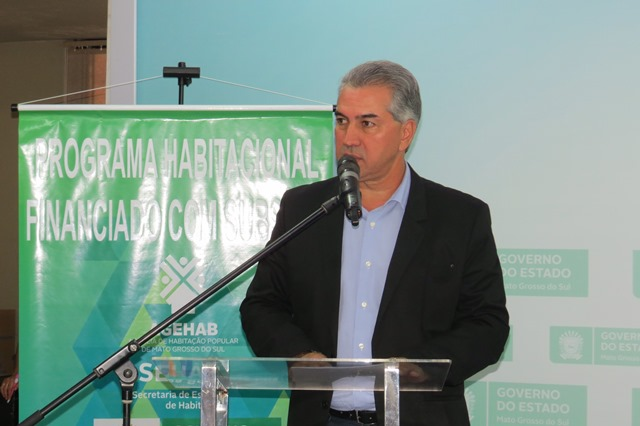 PROGRAMA HABITACIONAL
FINANCIADO COM
GEHAB
DE HABITAÇÃO POPULAR
DE MATO GROSSO DO SUL
Secretaria de Es
de Habit
GOVERNO
DO ESTADO
Mato Grosso do Sul
GOVERNO
DO ESTADO
GOVERNO
DO ESTADO
Mato Grosso do Sul